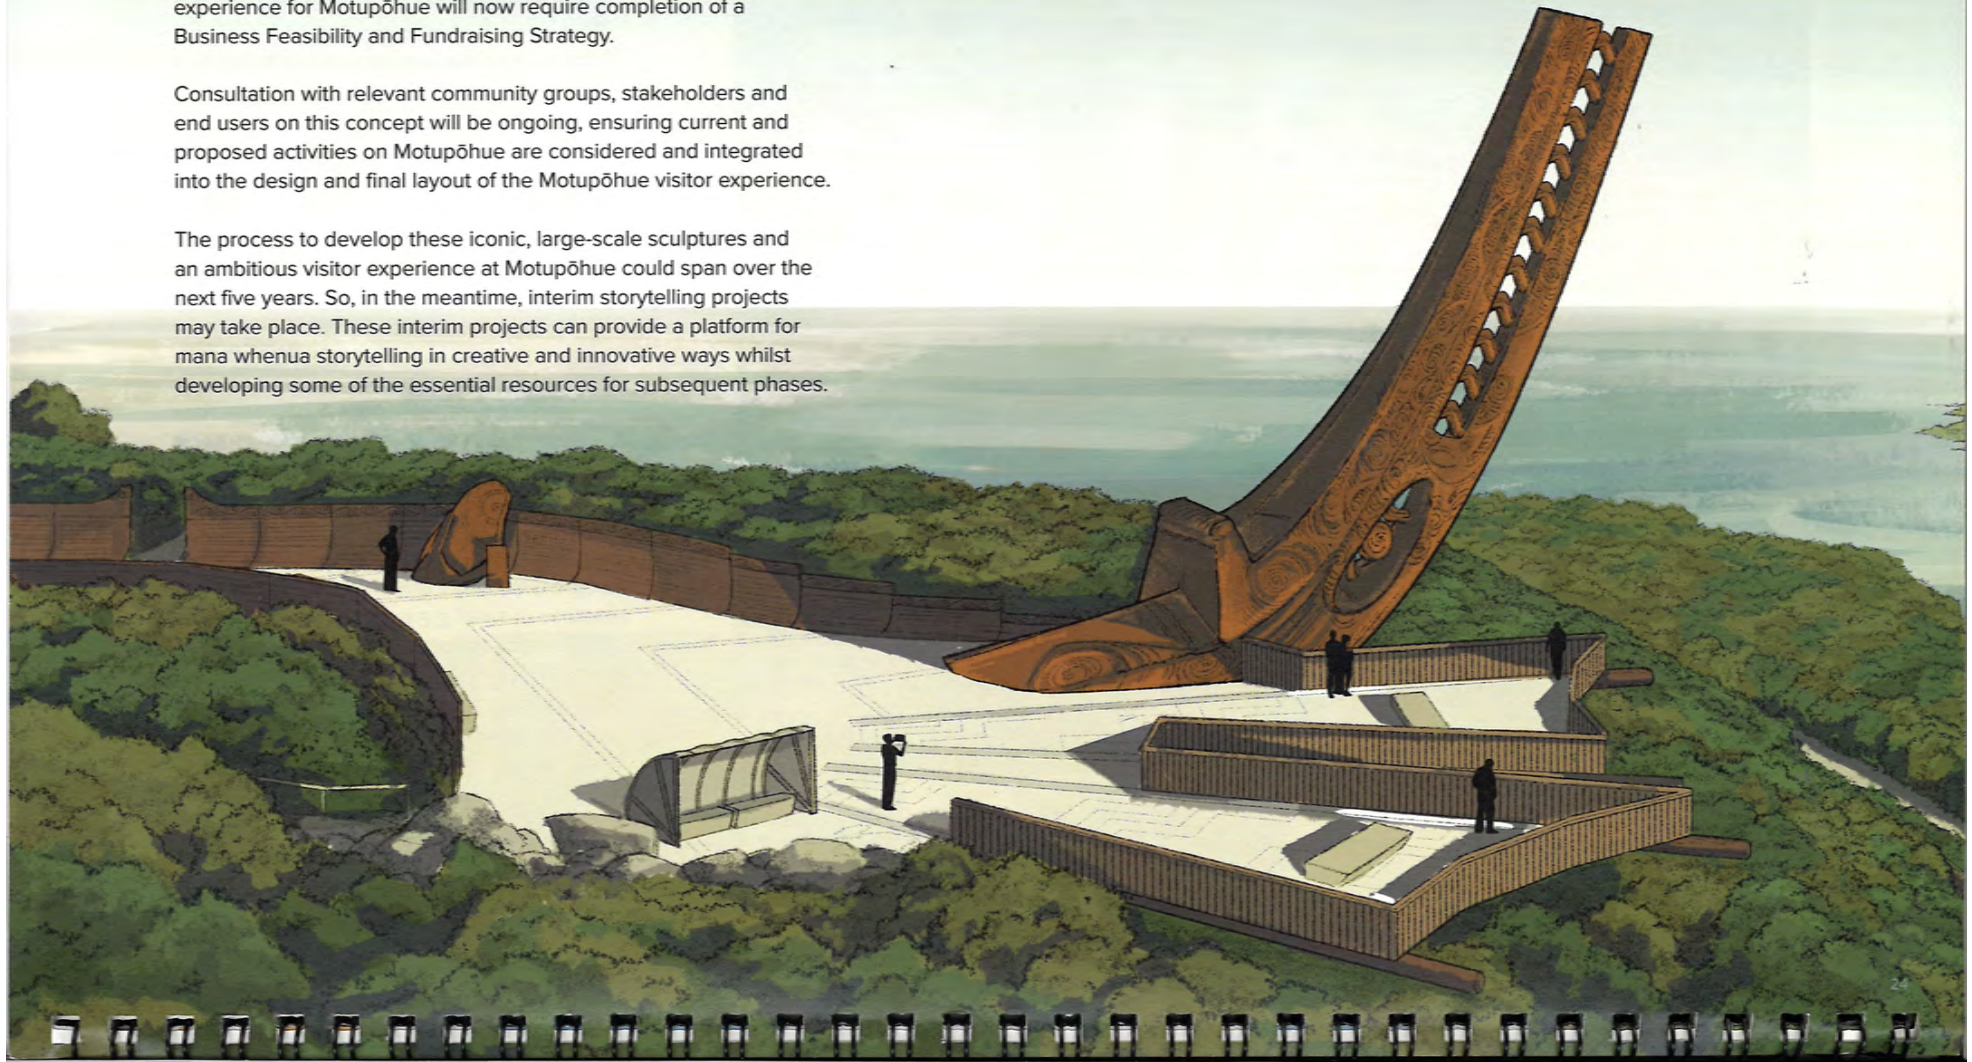 experience for Motupōhue will now require completion of a
Business Feasibility and Fundraising Strategy.
Consultation with relevant community groups, stakeholders and
end users on this concept will be ongoing, ensuring current and
proposed activities on Motupōhue are considered and integrated
into the design and final layout of the Motupōhue visitor experience.
The process to develop these iconic, large-scale sculptures and
an ambitious visitor experience at Motupōhue could span over the
next five years. So, in the meantime, interim storytelling projects
may take place. These interim projects can provide a platform for
mana whenua storytelling in creative and innovative ways whilst
developing some of the essential resources for subsequent phases.
24